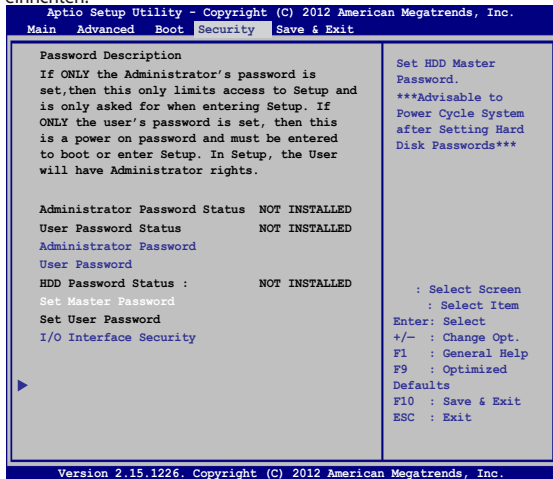 einrichten.
Aptio Setup Utility - Copyright (C) 2012 American Megatrends, Inc.
Main Advanced Boot Security Save & Exit
Password Description
If ONLY the Administrator's password is
set,then this only limits access to Setup and
is only asked for when entering Setup. If
ONLY the user's password is set, then this
is a power on password and must be entered
to boot or enter Setup. In Setup, the User
will have Administrator rights.
Administrator Password Status NOT INSTALLED
User Password Status NOT INSTALLED
Administrator Password
User Password
HDD Password Status : NOT INSTALLED
Set Master Password
Set User Password
I/O Interface Security
Set HDD Master
Password.
***Advisable to
Power Cycle System
after Setting Hard
Disk Passwords***
: Select Screen
: Select Item
Enter: Select
+/— : Change Opt.
F1 : General Help
F9 : Optimized
Defaults
F10 : Save & Exit
ESC : Exit
Version 2.15.1226. Copyright (C) 2012 American Megatrends, Inc.